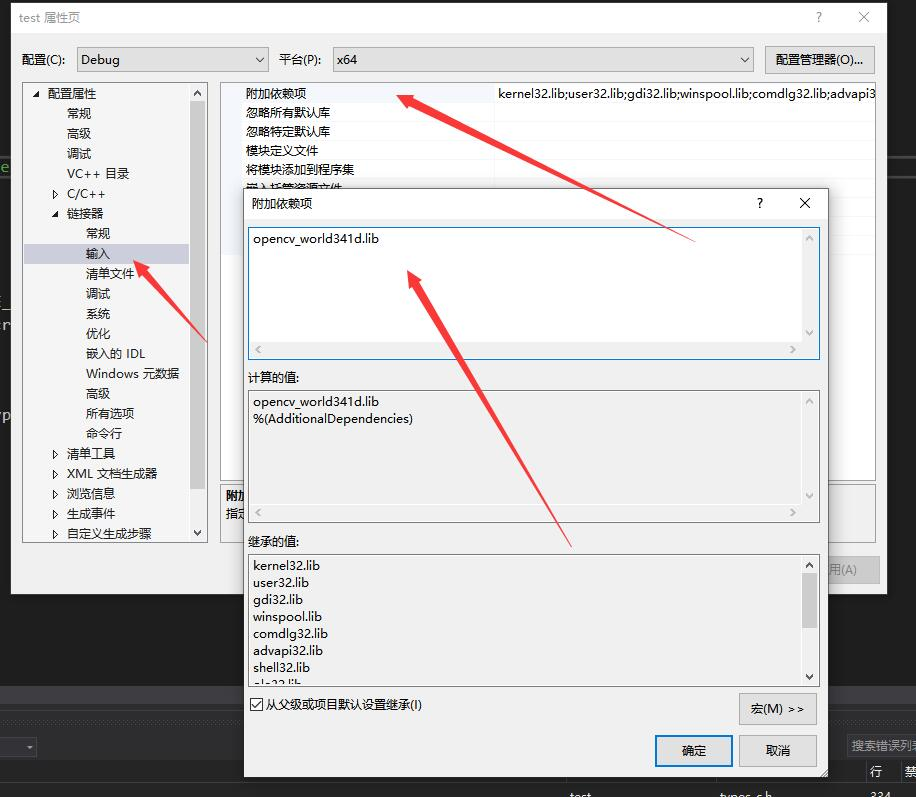 test 属性页
配置(C):
Debug
平台(P):
x64
配置管理器(O)...
配置属性
常规
高级
调试
VC++ 目录
C/C++
链接器
常规
输入
清单文件
调试
系统
优化
嵌入的 IDL
Windows 元数据
高级
所有选项
命令行
清单工具
XML 文档生成器
浏览信息
生成事件
自定义生成步骤
附加依赖项
kernel32.lib;user32.lib;gdi32.lib;winspool.lib;comdlg32.lib;advapi3
忽略所有默认库
忽略特定默认库
模块定义文件
将模块添加到程序集
嵌入托管资源文件
附加依赖项
opencv_world341d.lib
计算的值:
opencv_world341d.lib
%(AdditionalDependencies)
继承的值:
kernel32.lib
user32.lib
gdi32.lib
winspool.lib
comdlg32.lib
advapi32.lib
shell32.lib
从父级或项目默认设置继承(I)
宏(M) >>
确定
取消
附加
指定
用(A)
搜索错误列表
行
禁
test
types_c.h
334